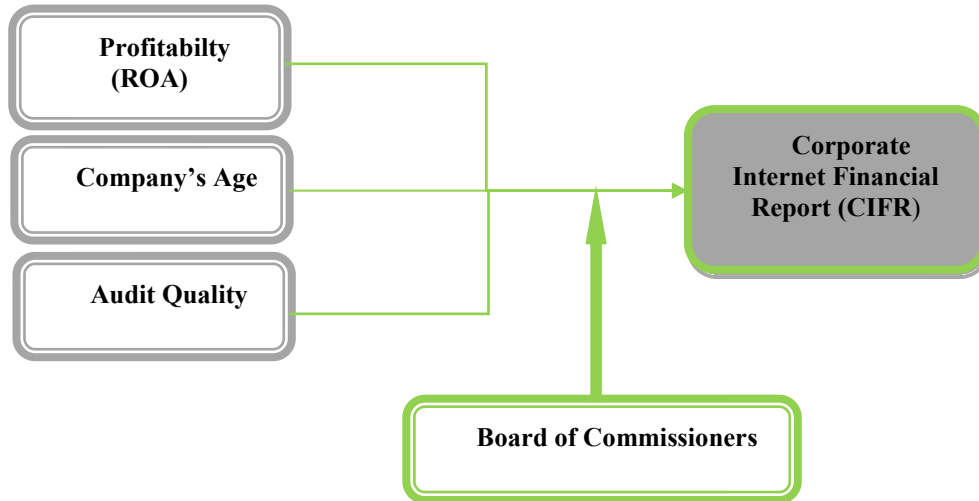 Profitabilty
(ROA)
Company’s Age
Audit Quality
Corporate
Internet Financial
Report (CIFR)
Board of Commissioners